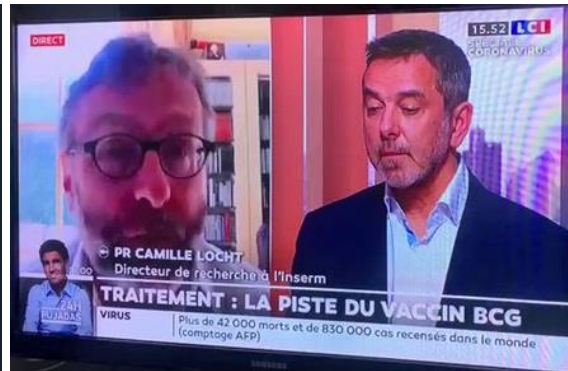 DIRECT
15.52 LCI
SPÉCIALE
CORONAVIRUS
PR CAMILLE LOCHT
Directeur de recherche à l'Inserm
24H
PUJADAS
TRAITEMENT : LA PISTE DU VACCIN BCG
VIRUS
Plus de 42 000 morts et de 830 000 cas recensés dans le monde
(comptage AFP)
SAMSUNG